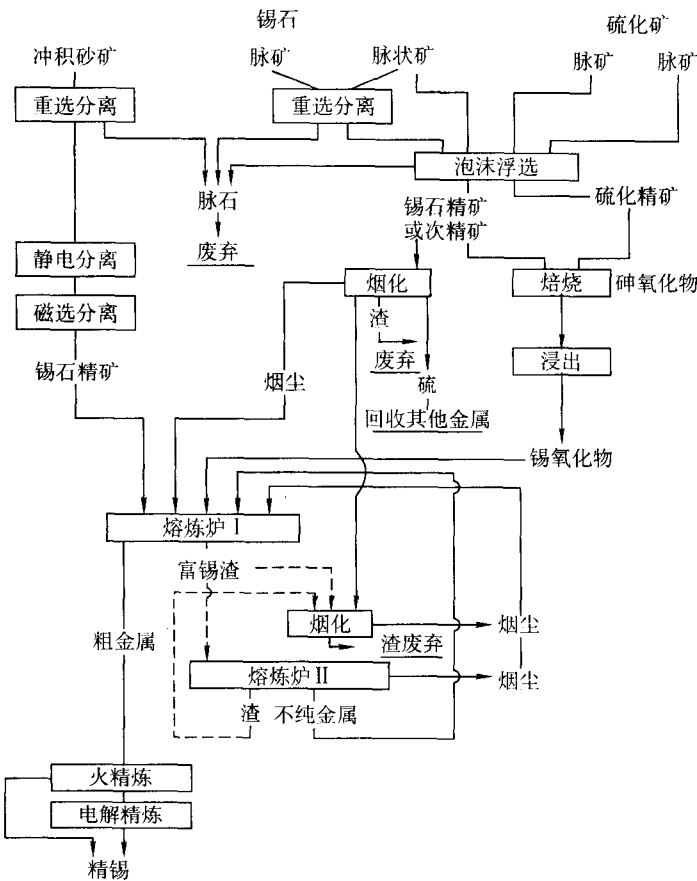 锡石
硫化矿
冲积砂矿
脉矿
脉状矿
脉矿
脉矿
重选分离
重选分离
泡沫浮选
脉石
锡石精矿
或次精矿
硫化精矿
废弃
静电分离
烟化
焙烧
砷氧化物
磁选分离
渣
废弃
浸出
锡石精矿
烟尘
硫
回收其他金属
锡氧化物
熔炼炉 I
富锡渣
烟化
烟尘
粗金属
渣废弃
熔炼炉 II
烟尘
渣
不纯金属
火精炼
电解精炼
精锡